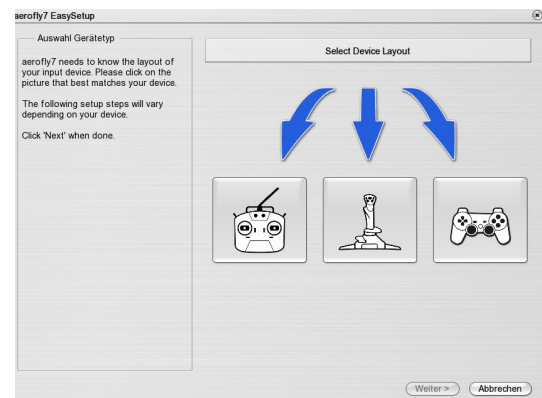 aerofly7 EasySetup
Auswahl Gerätetyp
aerofly7 needs to know the layout of
your input device. Please click on the
picture that best matches your device.
The following setup steps will vary
depending on your device.
Click 'Next' when done.
Select Device Layout
Weiter >
Abbrechen